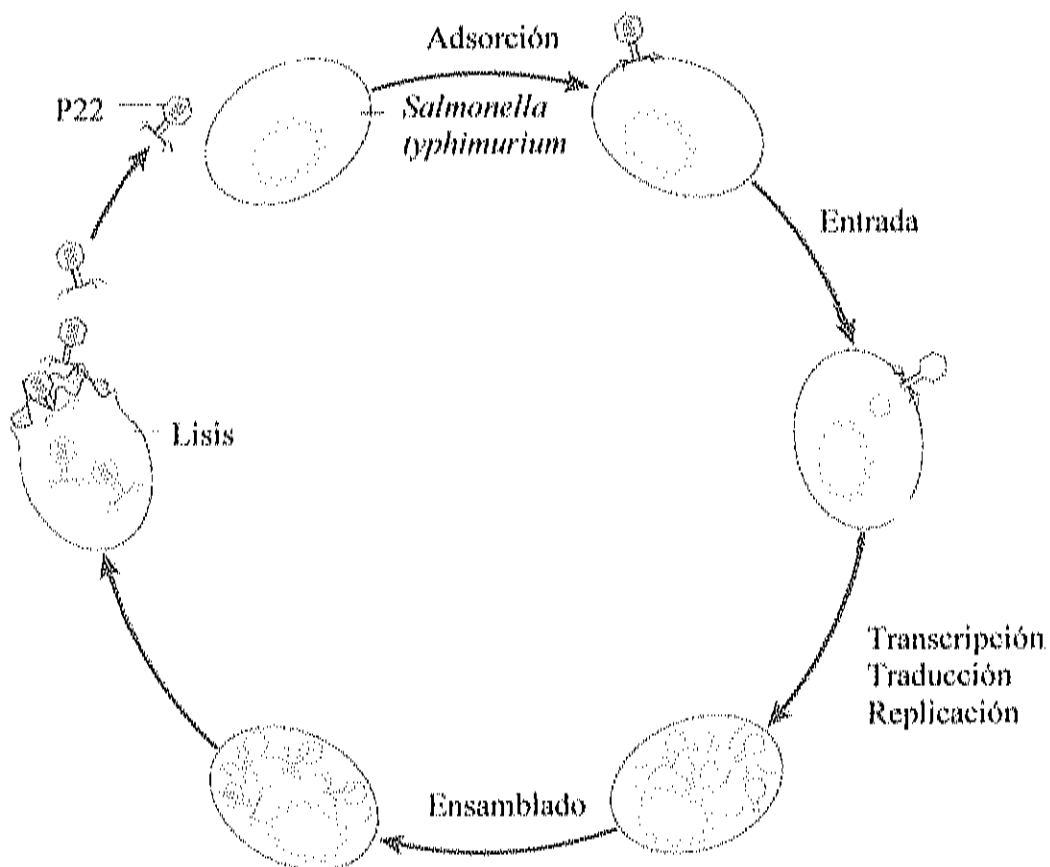 Adsorción
P22
Salmonella
typhimurium
Entrada
Lisis
Transcripción
Traducción
Replicación
Ensamblado